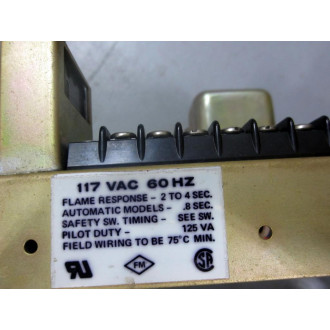 117 VAC 60 HZ
FLAME RESPONSE - 2 TO 4 SEC.
AUTOMATIC MODELS - .8 SEC.
SAFETY SW. TIMING - SEE SW.
PILOT DUTY - 125 VA
FIELD WIRING TO BE 75°C MIN.
FM